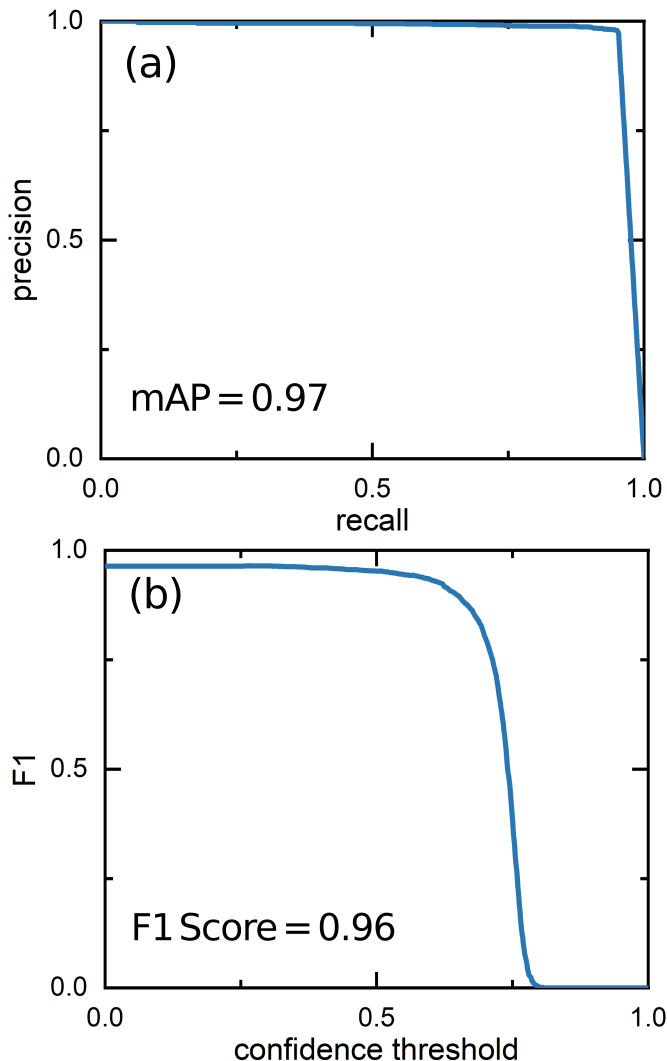 1.0
(a)
precision
0.5
mAP = 0.97
0.0
0.0 0.5 1.0
recall
1.0
(b)
F1
0.5
F1 Score = 0.96
0.0
0.0 0.5 1.0
confidence threshold